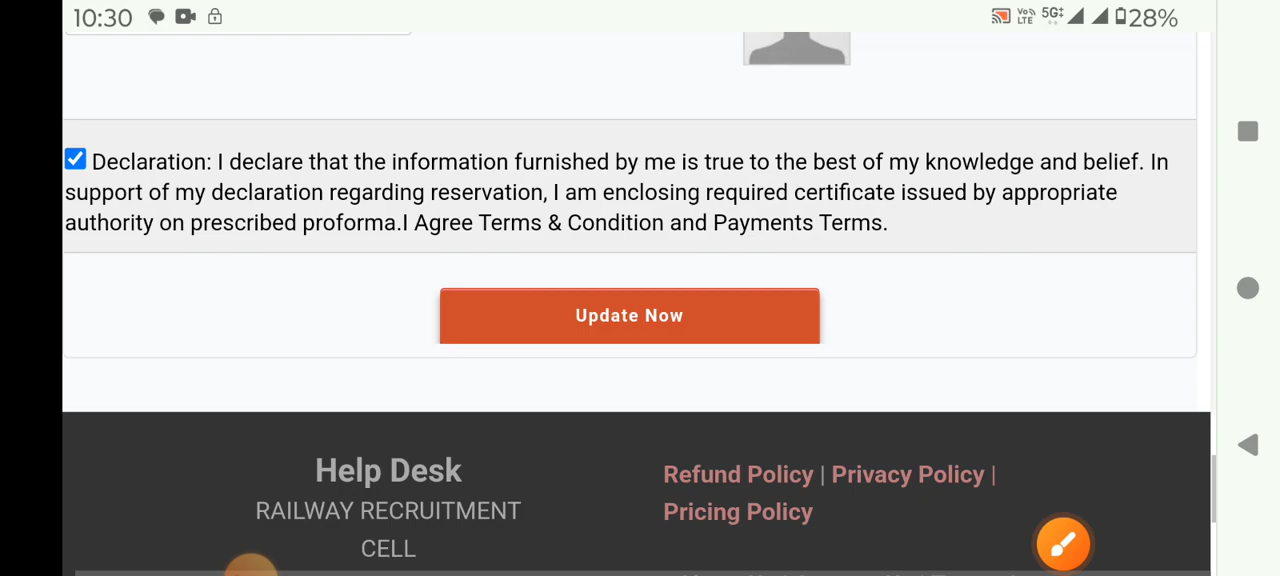 10:30 VoLTE 5G 28%
Declaration: I declare that the information furnished by me is true to the best of my knowledge and belief. In
support of my declaration regarding reservation, I am enclosing required certificate issued by appropriate
authority on prescribed proforma.I Agree Terms & Condition and Payments Terms.
Update Now
Help Desk
RAILWAY RECRUITMENT
CELL
Refund Policy | Privacy Policy |
Pricing Policy